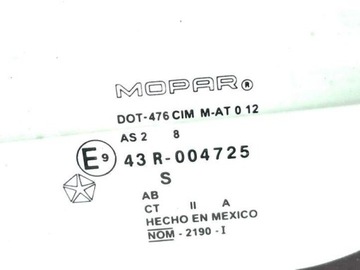 MOPAR®
DOT-476 CIM M-AT 0 12
AS 2 8
E9 43 R-004725
S
AB
CT II A
HECHO EN MEXICO
NOM - 2190 - I